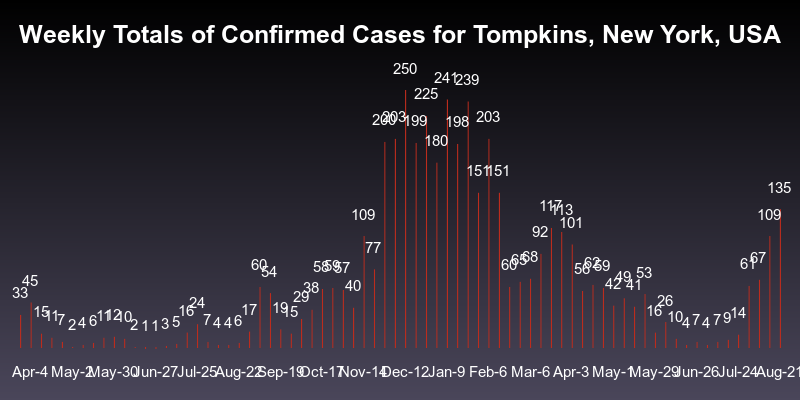 Weekly Totals of Confirmed Cases for Tompkins, New York, USA
33 45 15 11 7 2 4 6 11 12 10 2 1 1 3 5 16 24 7 4 4 6 17 60 54 19 15 29 38 58 59 57 40 109 77 200 203 250 199 225 180 241 198 239 151 203 151 60 65 68 92 117 113 101 56 62 59 42 49 41 53 16 26 10 4 7 4 7 9 14 61 67 109 135
Apr-4 May-2 May-30 Jun-27 Jul-25 Aug-22 Sep-19 Oct-17 Nov-14 Dec-12 Jan-9 Feb-6 Mar-6 Apr-3 May-1 May-29 Jun-26 Jul-24 Aug-21